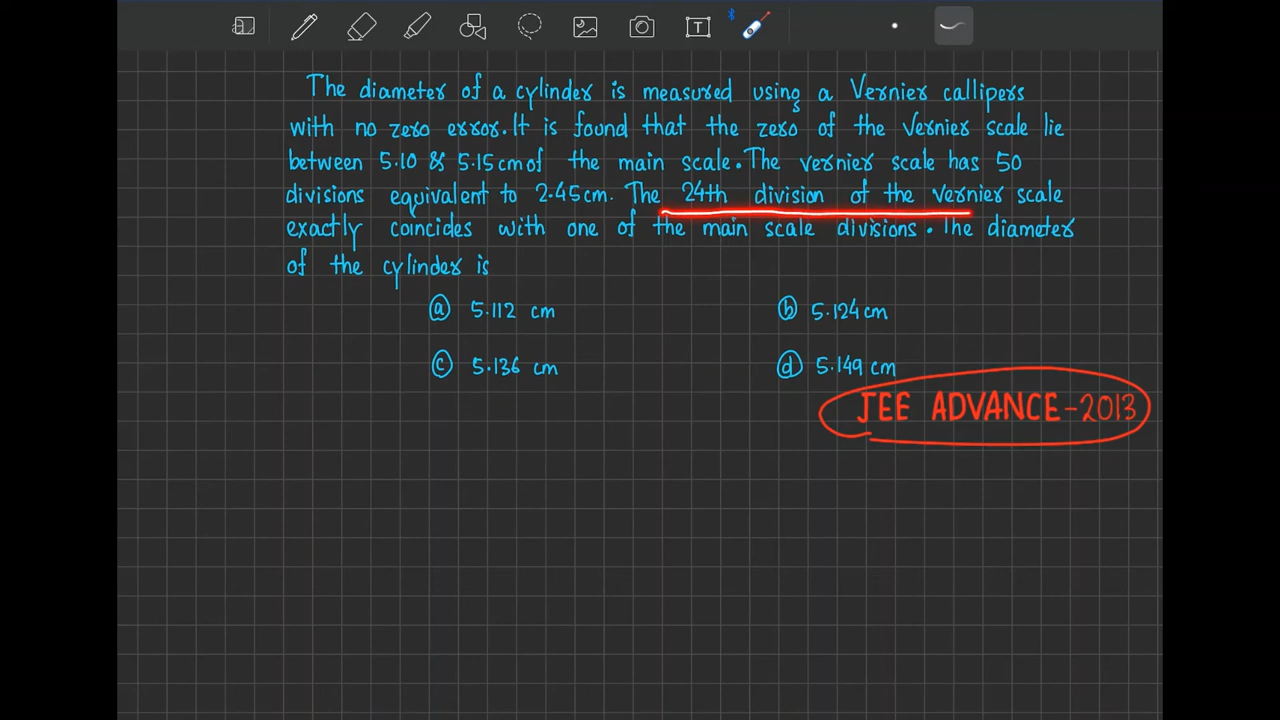 The diameter of a cylinder is measured using a Vernier callipers
with no zero error. It is found that the zero of the Vernier scale lie
between 5.10 & 5.15 cm of the main scale. The vernier scale has 50
divisions equivalent to 2.45 cm. The 24th division of the vernier scale
exactly coincides with one of the main scale divisions. The diameter
of the cylinder is
(a) 5.112 cm (b) 5.124 cm
(c) 5.136 cm (d) 5.149 cm
JEE ADVANCE-2013